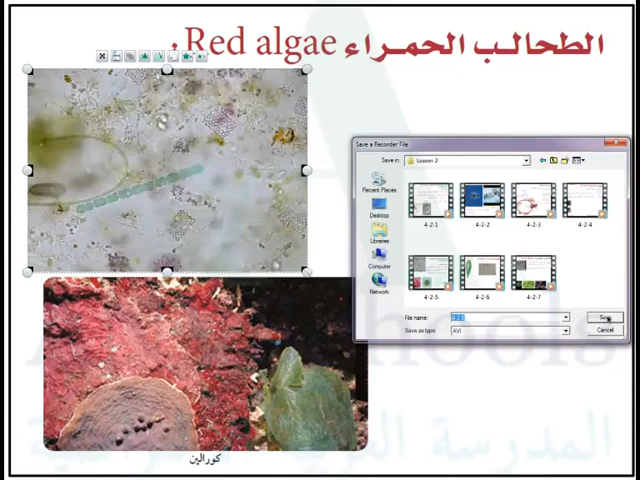 الطحالب الحمراء Red algae :
Save a Recorder File
Save in:
Lesson 2
Recent Places
Desktop
Libraries
Computer
Network
4-2-1
4-2-2
4-2-3
4-2-4
4-2-5
4-2-6
4-2-7
File name:
Save
Save as type:
AVI
Cancel
كورالين